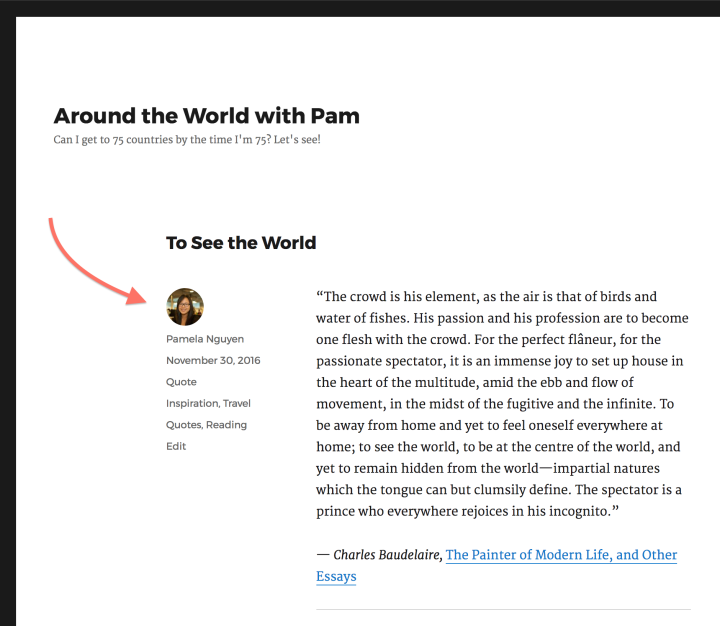 Around the World with Pam
Can I get to 75 countries by the time I'm 75? Let's see!
To See the World
Pamela Nguyen
November 30, 2016
Quote
Inspiration, Travel
Quotes, Reading
Edit
“The crowd is his element, as the air is that of birds and
water of fishes. His passion and his profession are to become
one flesh with the crowd. For the perfect flâneur, for the
passionate spectator, it is an immense joy to set up house in
the heart of the multitude, amid the ebb and flow of
movement, in the midst of the fugitive and the infinite. To
be away from home and yet to feel oneself everywhere at
home; to see the world, to be at the centre of the world, and
yet to remain hidden from the world—impartial natures
which the tongue can but clumsily define. The spectator is a
prince who everywhere rejoices in his incognito.”
— Charles Baudelaire, The Painter of Modern Life, and Other
Essays